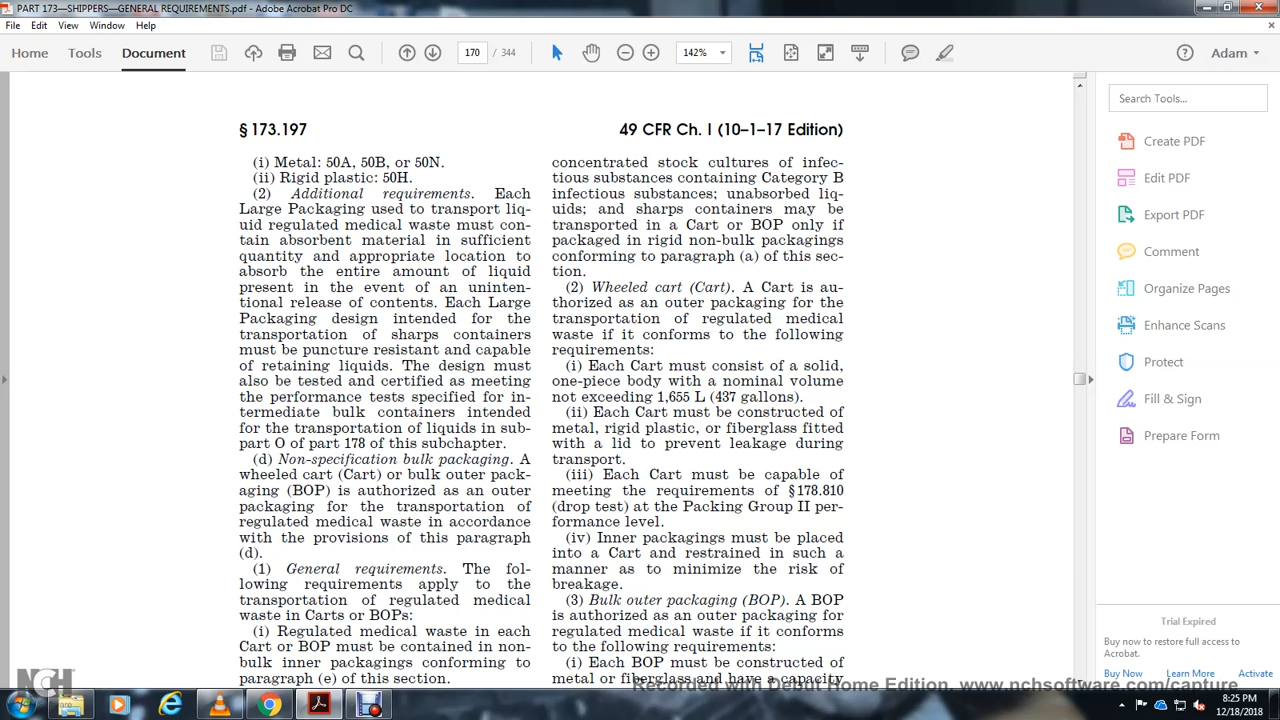 PART 173—SHIPPERS—GENERAL REQUIREMENTS.pdf - Adobe Acrobat Pro DC
File Edit View Window Help
Home Tools Document 170 / 344 142% Adam
§ 173.197
49 CFR Ch. I (10–1–17 Edition)
(i) Metal: 50A, 50B, or 50N.
(ii) Rigid plastic: 50H.
(2) Additional requirements. Each
Large Packaging used to transport liq-
uid regulated medical waste must con-
tain absorbent material in sufficient
quantity and appropriate location to
absorb the entire amount of liquid
present in the event of an uninten-
tional release of contents. Each Large
Packaging design intended for the
transportation of sharps containers
must be puncture resistant and capable
of retaining liquids. The design must
also be tested and certified as meeting
the performance tests specified for in-
termediate bulk containers intended
for the transportation of liquids in sub-
part O of part 178 of this subchapter.
(d) Non-specification bulk packaging. A
wheeled cart (Cart) or bulk outer pack-
aging (BOP) is authorized as an outer
packaging for the transportation of
regulated medical waste in accordance
with the provisions of this paragraph
(d).
(1) General requirements. The fol-
lowing requirements apply to the
transportation of regulated medical
waste in Carts or BOPs:
(i) Regulated medical waste in each
Cart or BOP must be contained in non-
bulk inner packagings conforming to
paragraph (e) of this section.
concentrated stock cultures of infec-
tious substances containing Category B
infectious substances; unabsorbed liq-
uids; and sharps containers may be
transported in a Cart or BOP only if
packaged in rigid non-bulk packagings
conforming to paragraph (a) of this sec-
tion.
(2) Wheeled cart (Cart). A Cart is au-
thorized as an outer packaging for the
transportation of regulated medical
waste if it conforms to the following
requirements:
(i) Each Cart must consist of a solid,
one-piece body with a nominal volume
not exceeding 1,655 L (437 gallons).
(ii) Each Cart must be constructed of
metal, rigid plastic, or fiberglass fitted
with a lid to prevent leakage during
transport.
(iii) Each Cart must be capable of
meeting the requirements of §178.810
(drop test) at the Packing Group II per-
formance level.
(iv) Inner packagings must be placed
into a Cart and restrained in such a
manner as to minimize the risk of
breakage.
(3) Bulk outer packaging (BOP). A BOP
is authorized as an outer packaging for
regulated medical waste if it conforms
to the following requirements:
(i) Each BOP must be constructed of
metal or fiberglass and have a capacity
Search Tools...
Create PDF
Edit PDF
Export PDF
Comment
Organize Pages
Enhance Scans
Protect
Fill & Sign
Prepare Form
Trial Expired
Buy now to restore full access to
Acrobat.
Buy Now Learn More Activate
NCH
Recorded with Debut Home Edition. www.nchsoftware.com/capture
8:25 PM
12/18/2018